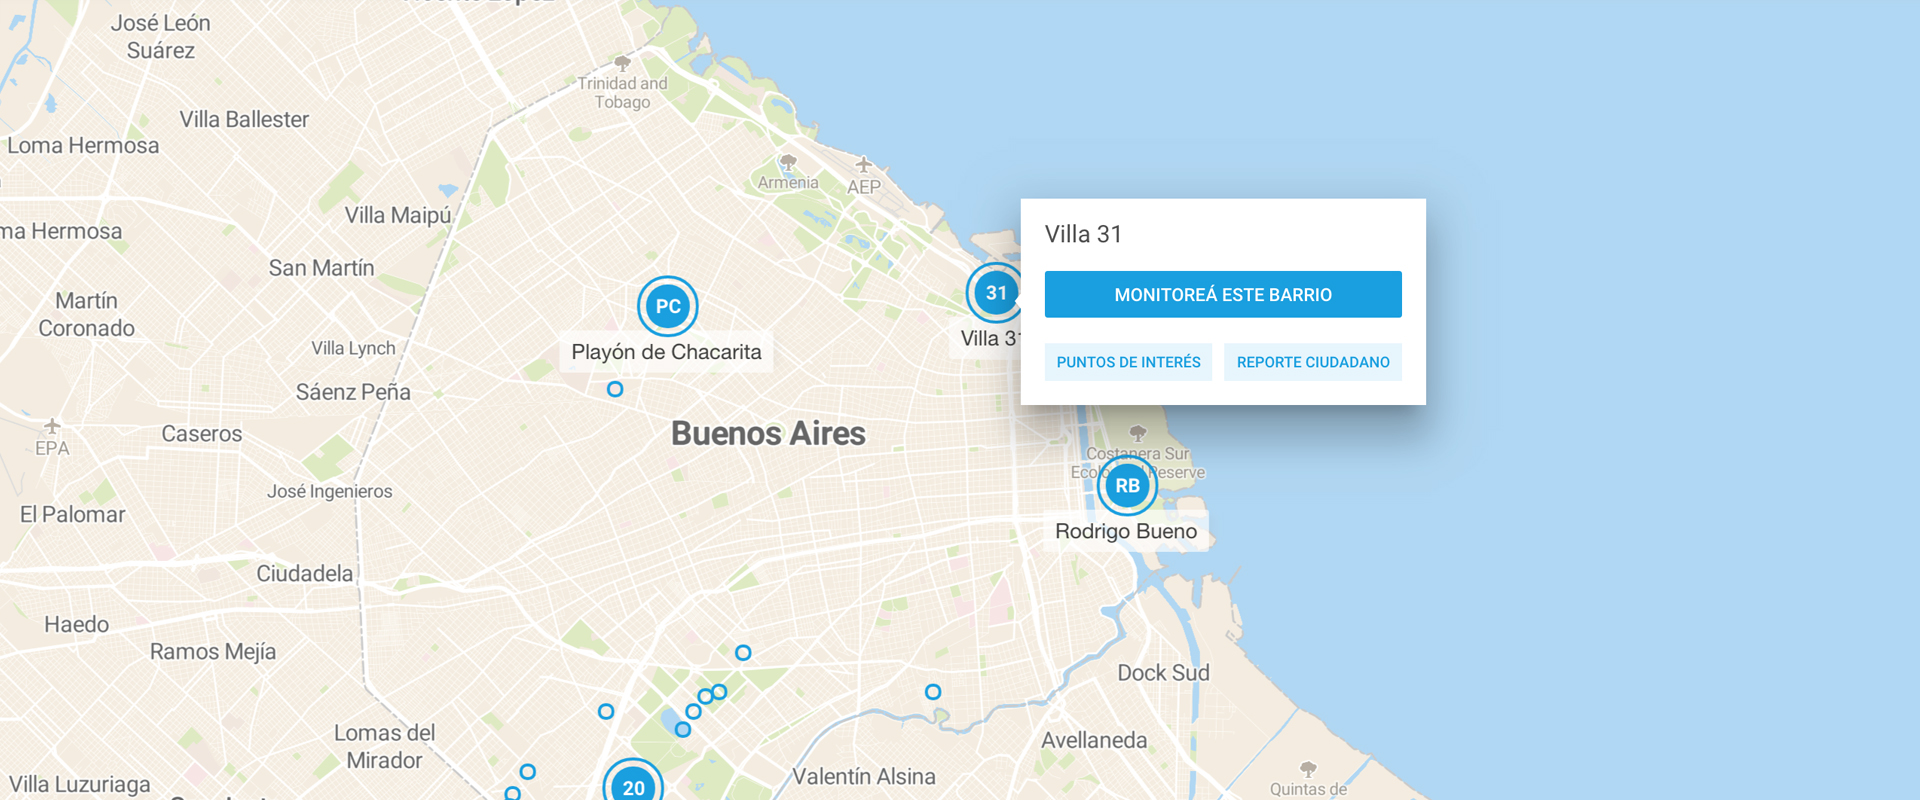 José León
Suárez
Trinidad and
Tobago
Villa Ballester
Loma Hermosa
Armenia
AEP
Villa Maipú
ma Hermosa
San Martín
Villa 31
MONITOREÁ ESTE BARRIO
PUNTOS DE INTERÉS
REPORTE CIUDADANO
31
Villa 31
PC
Playón de Chacarita
Martín
Coronado
Villa Lynch
Sáenz Peña
Buenos Aires
Caseros
EPA
Costanera Sur
Ecological Reserve
RB
Rodrigo Bueno
José Ingenieros
El Palomar
Ciudadela
Haedo
Ramos Mejía
Dock Sud
Lomas del
Mirador
Avellaneda
Villa Luzuriaga
20
Valentín Alsina
Quintas de